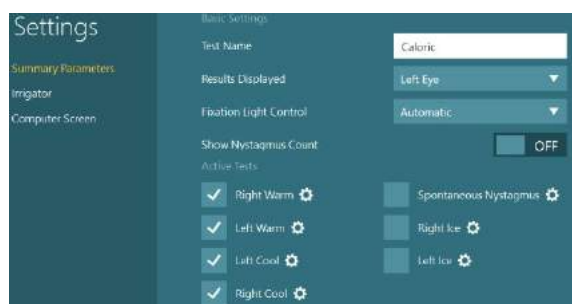 Settings
Summary Parameters
Irrigator
Computer Screen
Basic Settings
Test Name
Caloric
Results Displayed
Left Eye
Fixation Light Control
Automatic
Show Nystagmus Count
OFF
Active Tests
Right Warm
Spontaneous Nystagmus
Left Warm
Right Ice
Left Cool
Left Ice
Right Cool